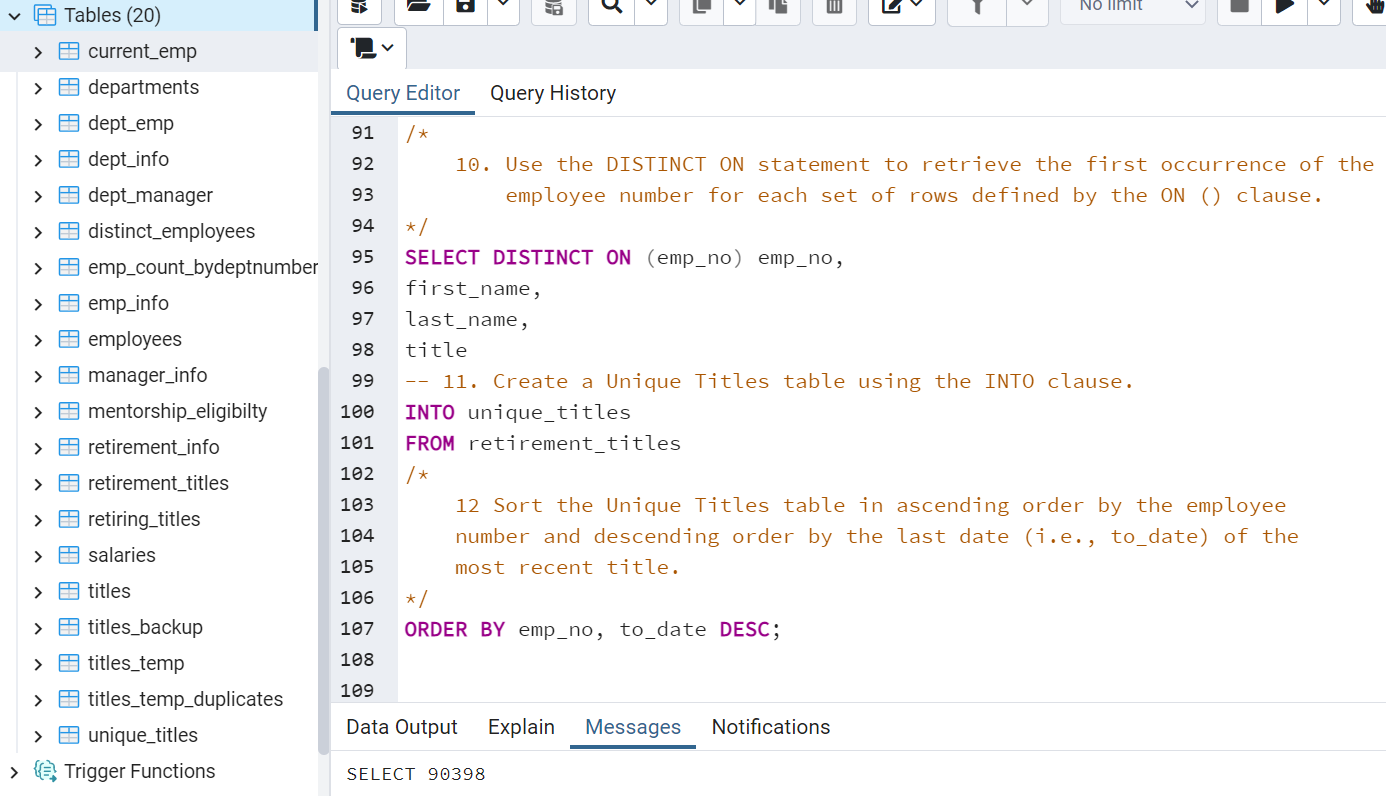 Tables (20)
current_emp
departments
dept_emp
dept_info
dept_manager
distinct_employees
emp_count_bydeptnumber
emp_info
employees
manager_info
mentorship_eligibilty
retirement_info
retirement_titles
retiring_titles
salaries
titles
titles_backup
titles_temp
titles_temp_duplicates
unique_titles
Trigger Functions
No limit
Query Editor Query History
91 /*
92 10. Use the DISTINCT ON statement to retrieve the first occurrence of the
93 employee number for each set of rows defined by the ON () clause.
94 */
95 SELECT DISTINCT ON (emp_no) emp_no,
96 first_name,
97 last_name,
98 title
99 -- 11. Create a Unique Titles table using the INTO clause.
100 INTO unique_titles
101 FROM retirement_titles
102 /*
103 12 Sort the Unique Titles table in ascending order by the employee
104 number and descending order by the last date (i.e., to_date) of the
105 most recent title.
106 */
107 ORDER BY emp_no, to_date DESC;
108
109
Data Output Explain Messages Notifications
SELECT 90398